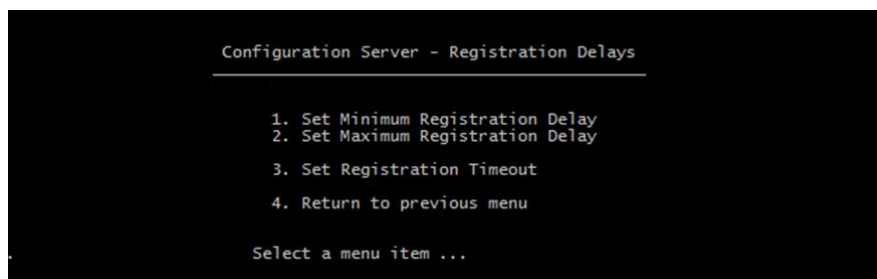 Configuration Server - Registration Delays
1. Set Minimum Registration Delay
2. Set Maximum Registration Delay
3. Set Registration Timeout
4. Return to previous menu
Select a menu item ...